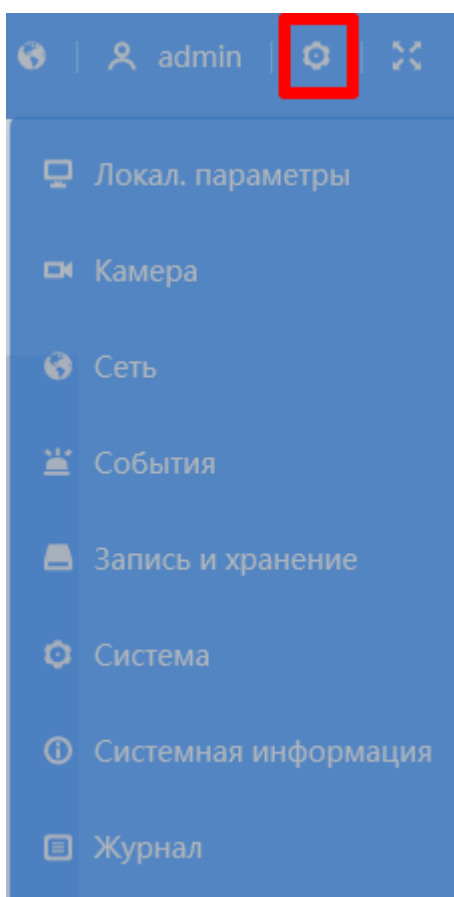 admin
Локал. параметры
Камера
Сеть
События
Запись и хранение
Система
Системная информация
Журнал